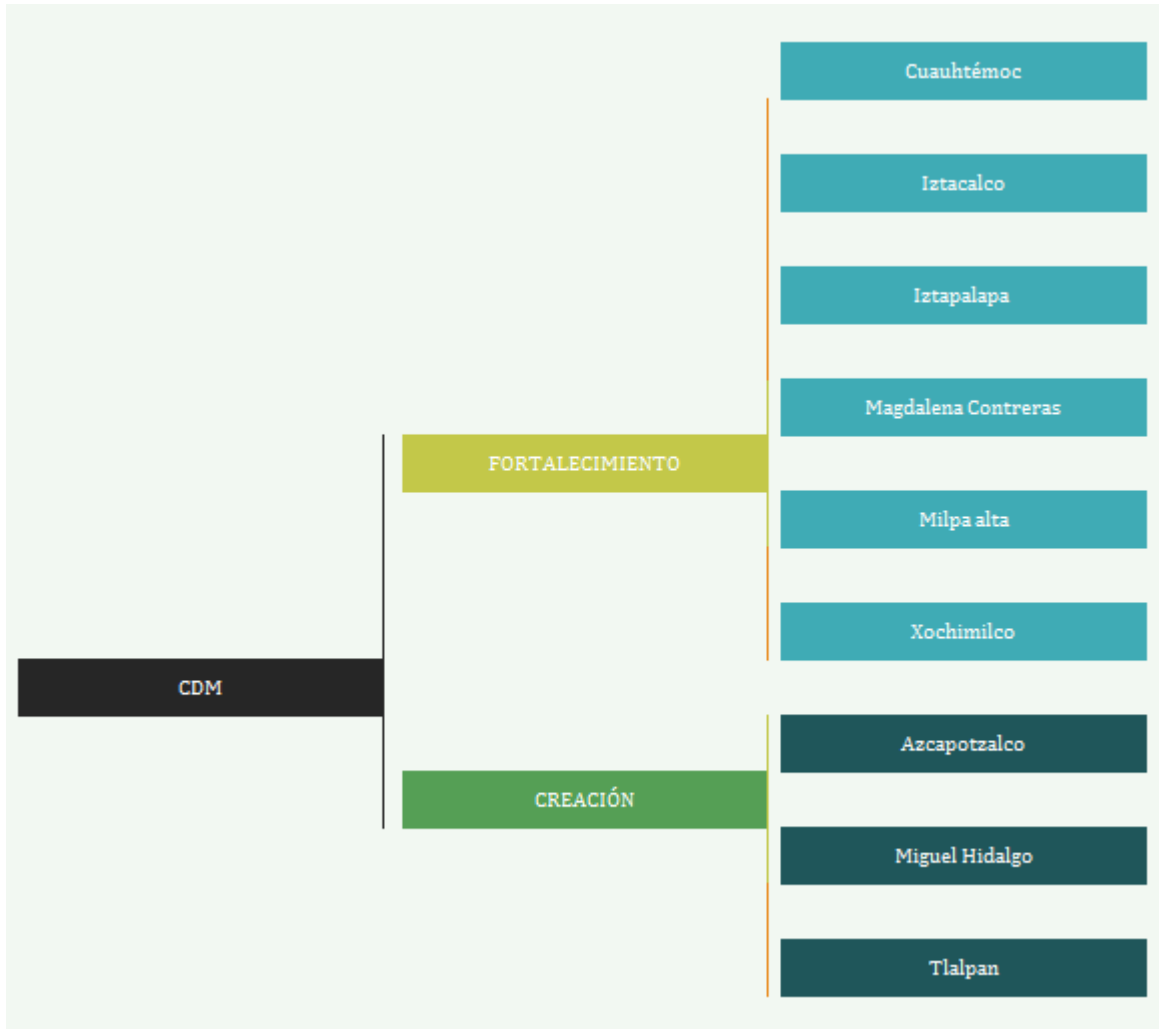 CDM
FORTALECIMIENTO
Cuauhtémoc
Iztacalco
Iztapalapa
Magdalena Contreras
Milpa alta
Xochimilco
CREACIÓN
Azcapotzalco
Miguel Hidalgo
Tlalpan